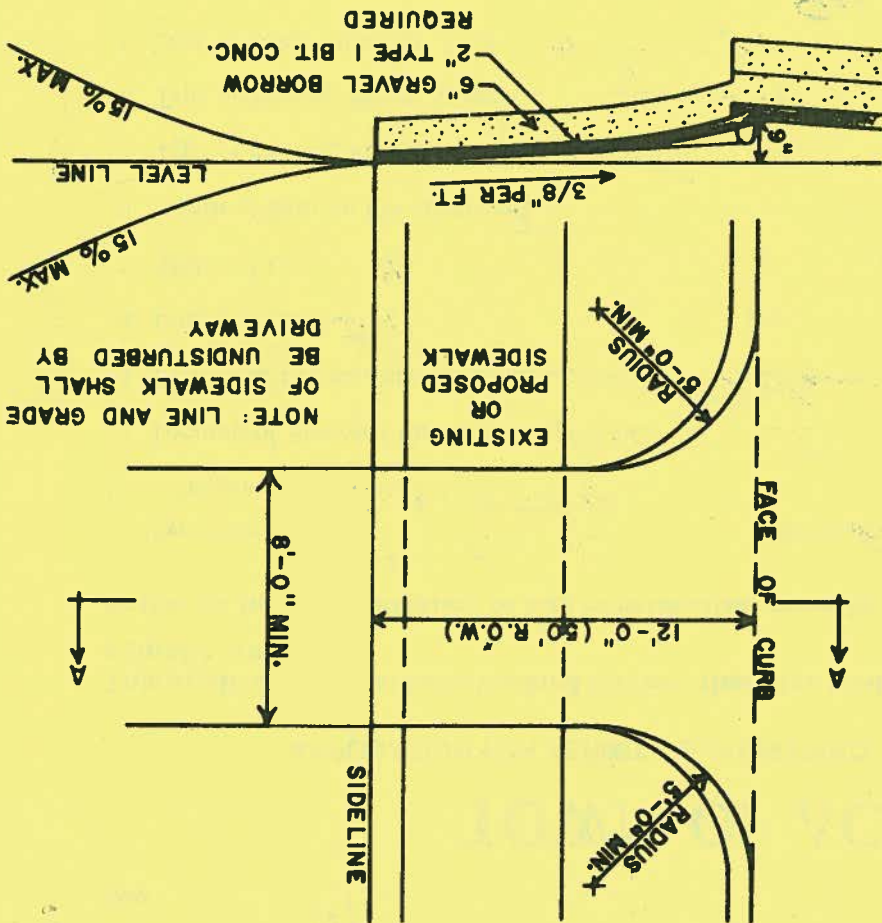 RADIUS
5'-0" MIN.
SIDELINE
12'-0" (50' R.O.W.)
8'-0" MIN.
A
A
FACE OF CURB
EXISTING
OR
PROPOSED
SIDEWALK
NOTE: LINE AND GRADE
OF SIDEWALK SHALL
BE UNDISTURBED BY
DRIVEWAY
RADIUS
5'-0" MIN.
15% MAX.
3/8" PER FT.
LEVEL LINE
6"
15% MAX.
6" GRAVEL BORROW
2" TYPE I BIT. CONC.
REQUIRED